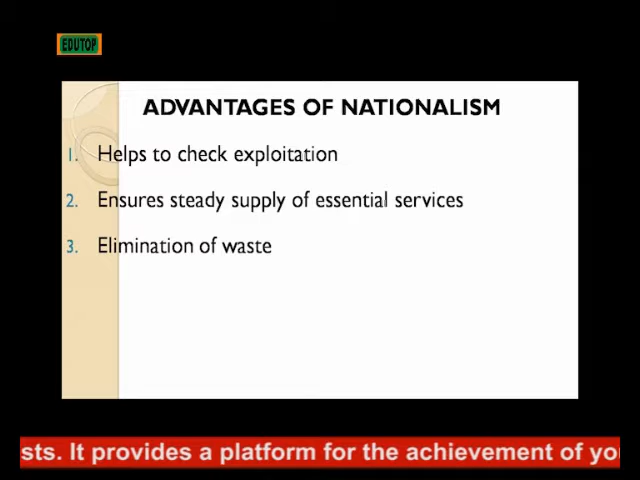 EDUTOP
ADVANTAGES OF NATIONALISM
1. Helps to check exploitation
2. Ensures steady supply of essential services
3. Elimination of waste
sts. It provides a platform for the achievement of yo